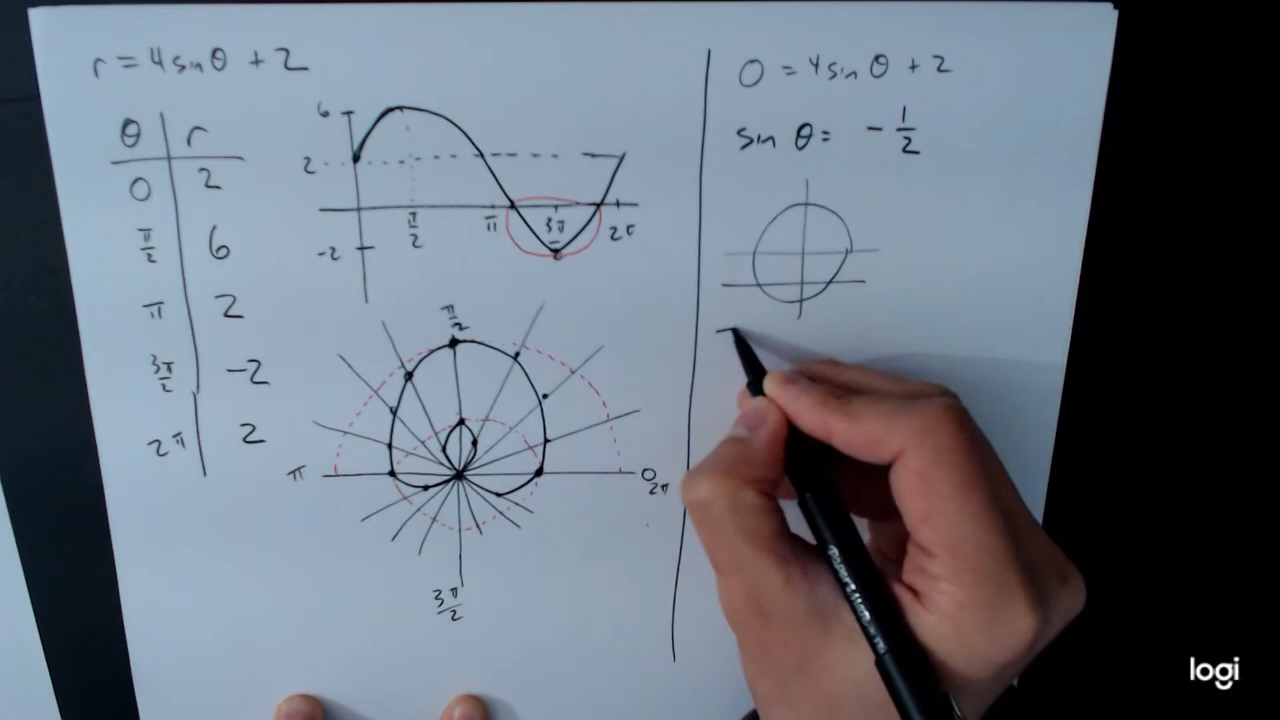 r = 4 sin θ + 2
θ r
0 2
π/2 6
π 2
3π/2 -2
2π 2
6
2
-2
π/2 π 3π/2 2π
π/2
π
0
2π
3π/2
0 = 4 sin θ + 2
sin θ = - 1/2
logi